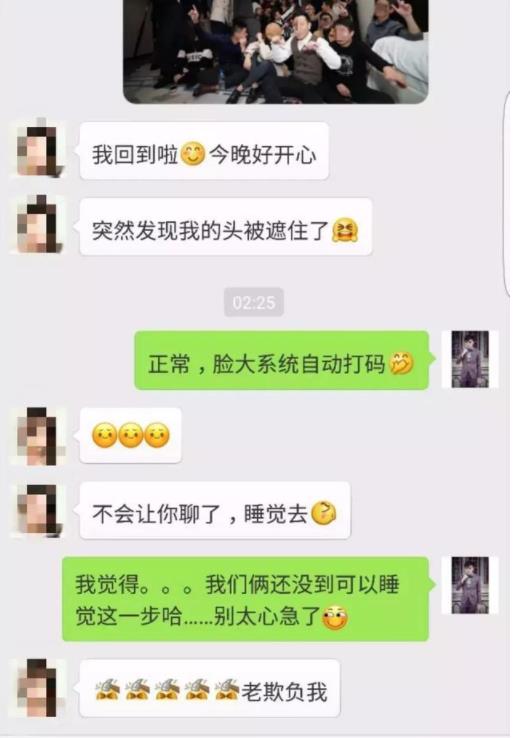 我回到啦😊今晚好开心
突然发现我的头被遮住了🤗
02:25
正常，脸大系统自动打码🤭
☺️☺️☺️
不会让你聊了，睡觉去🤔
我觉得。。。我们俩还没到可以睡
觉这一步哈......别太心急了🤭
老欺负我